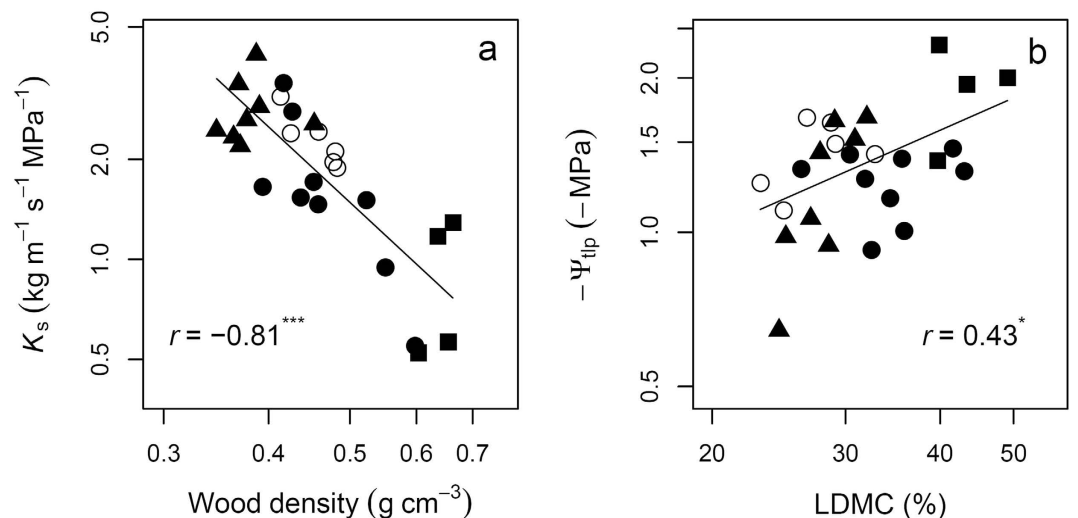 a
5.0
2.0
1.0
0.5
Kₛ (kg m⁻¹ s⁻¹ MPa⁻¹)
r = −0.81***
0.3 0.4 0.5 0.6 0.7
Wood density (g cm⁻³)
b
2.0
1.5
1.0
0.5
−Ψtlp (−MPa)
r = 0.43*
20 30 40 50
LDMC (%)